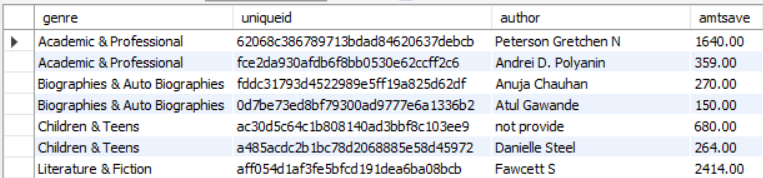 genre uniqueid author amtsave
Academic & Professional 62068c386789713bdad84620637debcb Peterson Gretchen N 1640.00
Academic & Professional fce2da930afdb6f8bb0530e62ccff2c6 Andrei D. Polyanin 359.00
Biographies & Auto Biographies fddc31793d4522989e5ff19a825d62df Anuja Chauhan 270.00
Biographies & Auto Biographies 0d7be73ed8bf79300ad9777e6a1336b2 Atul Gawande 150.00
Children & Teens ac30d5c64c1b808140ad3bbf8c103ee9 not provide 680.00
Children & Teens a485acdc2b1bc78d2068885e58d45972 Danielle Steel 264.00
Literature & Fiction aff054d1af3fe5bfcd191dea6ba08bcb Fawcett S 2414.00